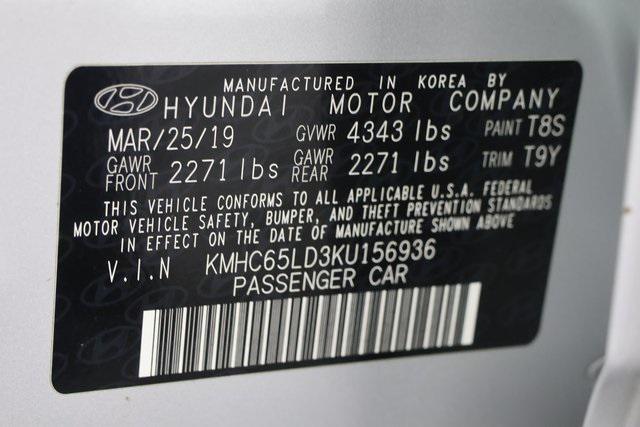 MANUFACTURED IN KOREA BY
HYUNDAI MOTOR COMPANY
MAR/25/19 GVWR 4343 lbs PAINT T8S
GAWR FRONT 2271 lbs GAWR REAR 2271 lbs TRIM T9Y
THIS VEHICLE CONFORMS TO ALL APPLICABLE U.S.A. FEDERAL
MOTOR VEHICLE SAFETY, BUMPER, AND THEFT PREVENTION STANDARDS
IN EFFECT ON THE DATE OF MANUFACTURE SHOWN ABOVE
V.I.N KMHC65LD3KU156936
PASSENGER CAR